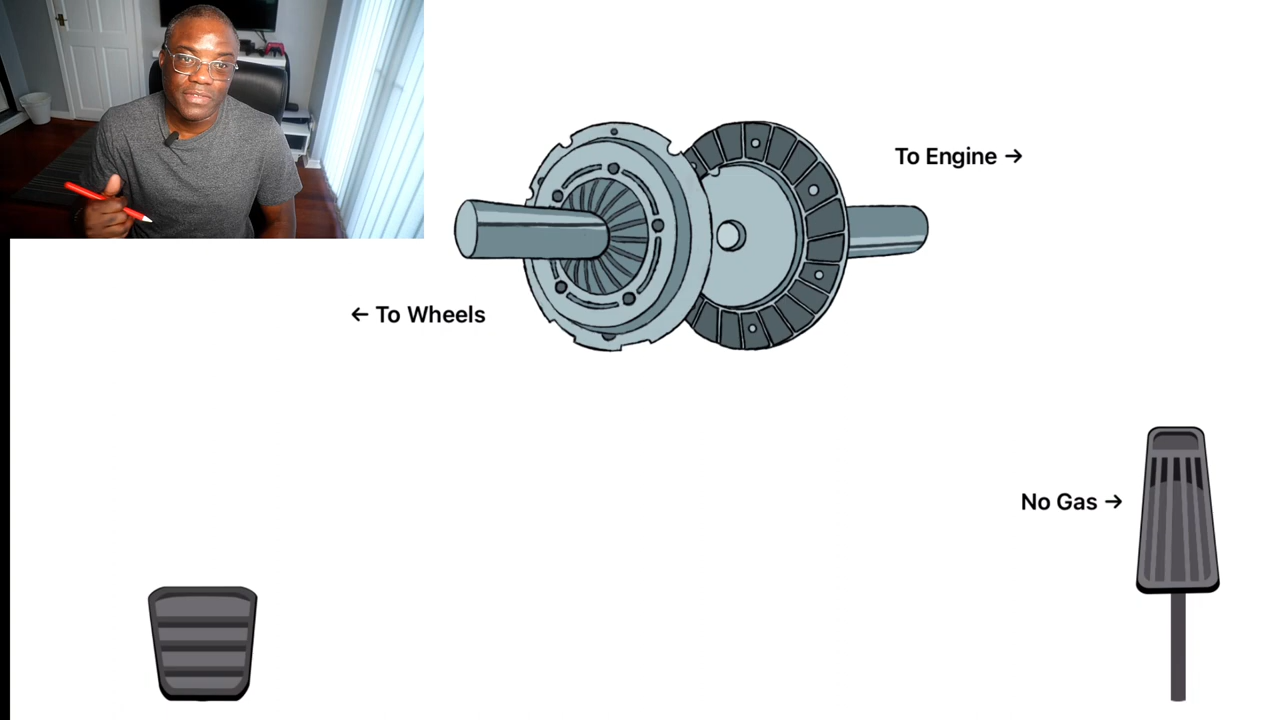 To Engine →
← To Wheels
No Gas →